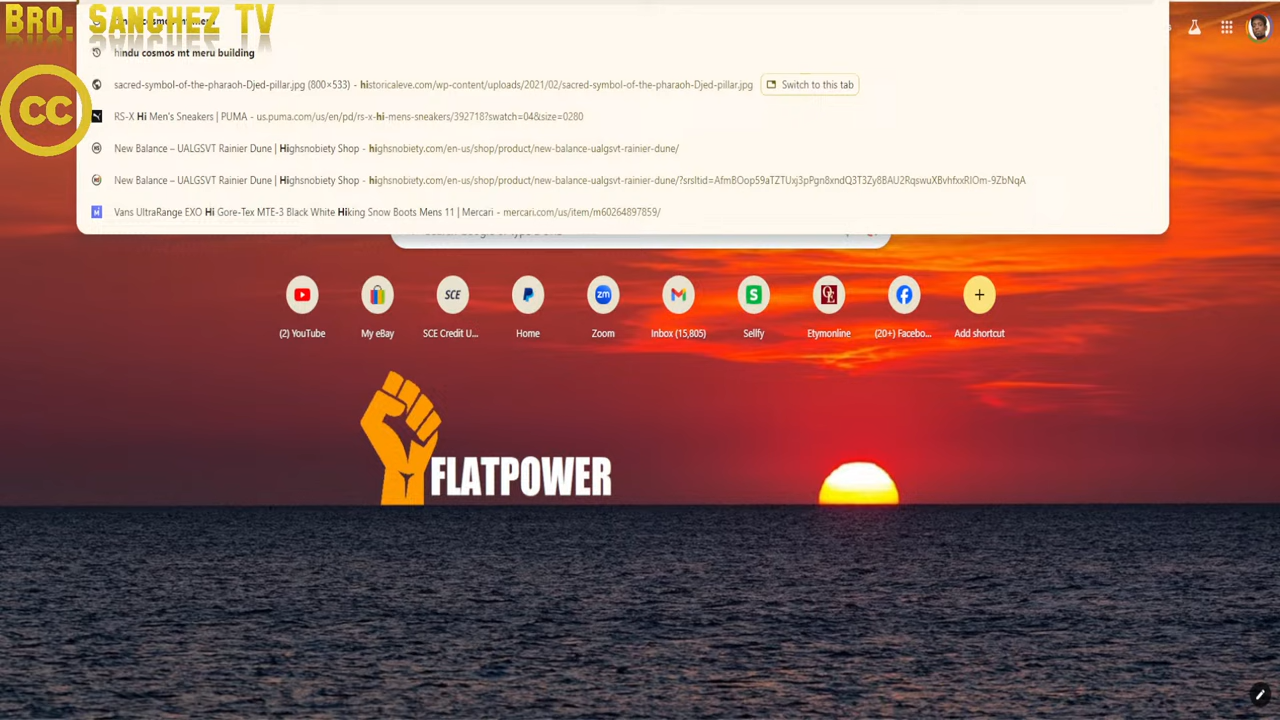 BRO. SANCHEZ TV
hindu cosmos mt meru building
CC
sacred-symbol-of-the-pharaoh-Djed-pillar.jpg (800×533) - historicaleve.com/wp-content/uploads/2021/02/sacred-symbol-of-the-pharaoh-Djed-pillar.jpg Switch to this tab
RS-X Hi Men's Sneakers | PUMA - us.puma.com/us/en/pd/rs-x-hi-mens-sneakers/392718?swatch=04&size=0280
New Balance – UALGSVT Rainier Dune | Highsnobiety Shop - highsnobiety.com/en-us/shop/product/new-balance-ualgsvt-rainier-dune/
New Balance – UALGSVT Rainier Dune | Highsnobiety Shop - highsnobiety.com/en-us/shop/product/new-balance-ualgsvt-rainier-dune/?srsltid=AfmBOop59aTZTUxj3pPgn8xndQ3T3Zy8BAU2RqswuXBvhfxxRIOm-9ZbNqA
Vans UltraRange EXO Hi Gore-Tex MTE-3 Black White Hiking Snow Boots Mens 11 | Mercari - mercari.com/us/item/m60264897859/
SCE
zm
S
OE
(2) YouTube My eBay SCE Credit U... Home Zoom Inbox (15,805) Sellfy Etymonline (20+) Facebo... Add shortcut
FLATPOWER